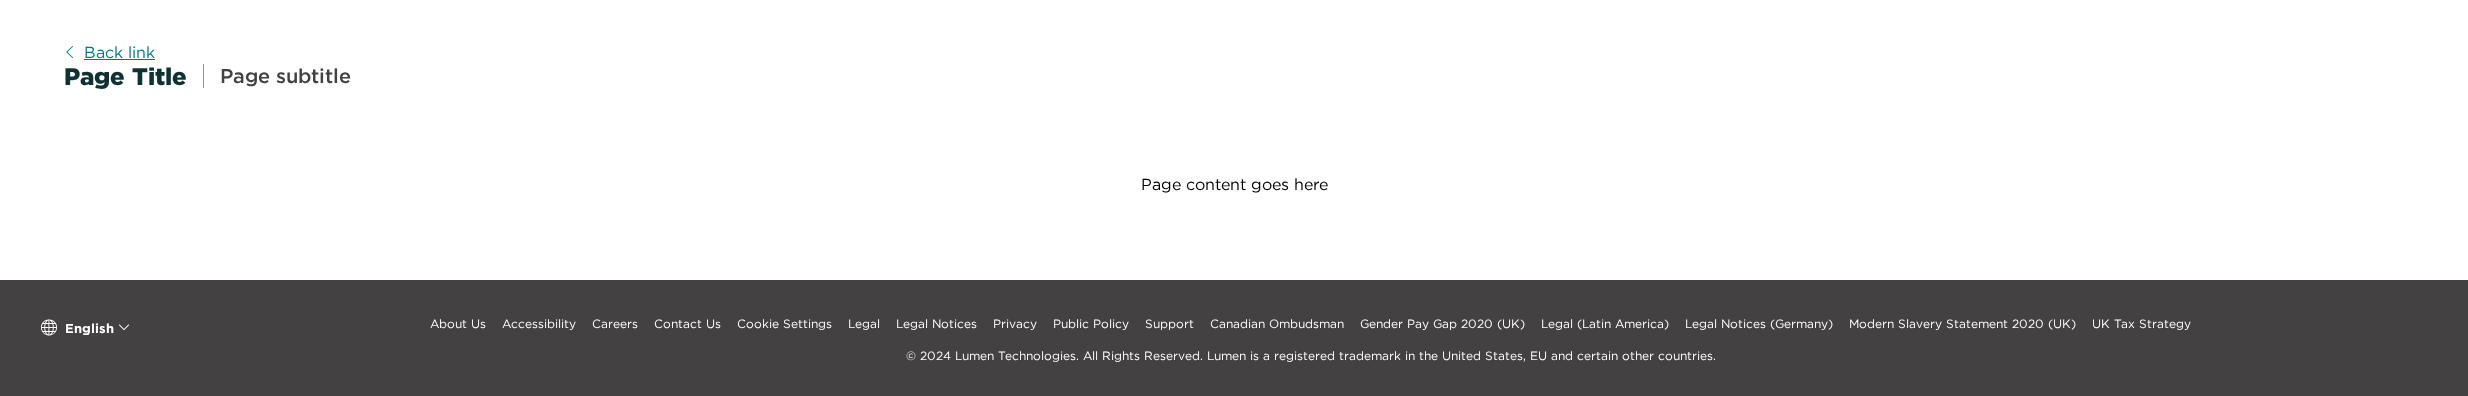 Back link
Page Title Page subtitle
Page content goes here
English
About Us Accessibility Careers Contact Us Cookie Settings Legal Legal Notices Privacy Public Policy Support Canadian Ombudsman Gender Pay Gap 2020 (UK) Legal (Latin America) Legal Notices (Germany) Modern Slavery Statement 2020 (UK) UK Tax Strategy
© 2024 Lumen Technologies. All Rights Reserved. Lumen is a registered trademark in the United States, EU and certain other countries.